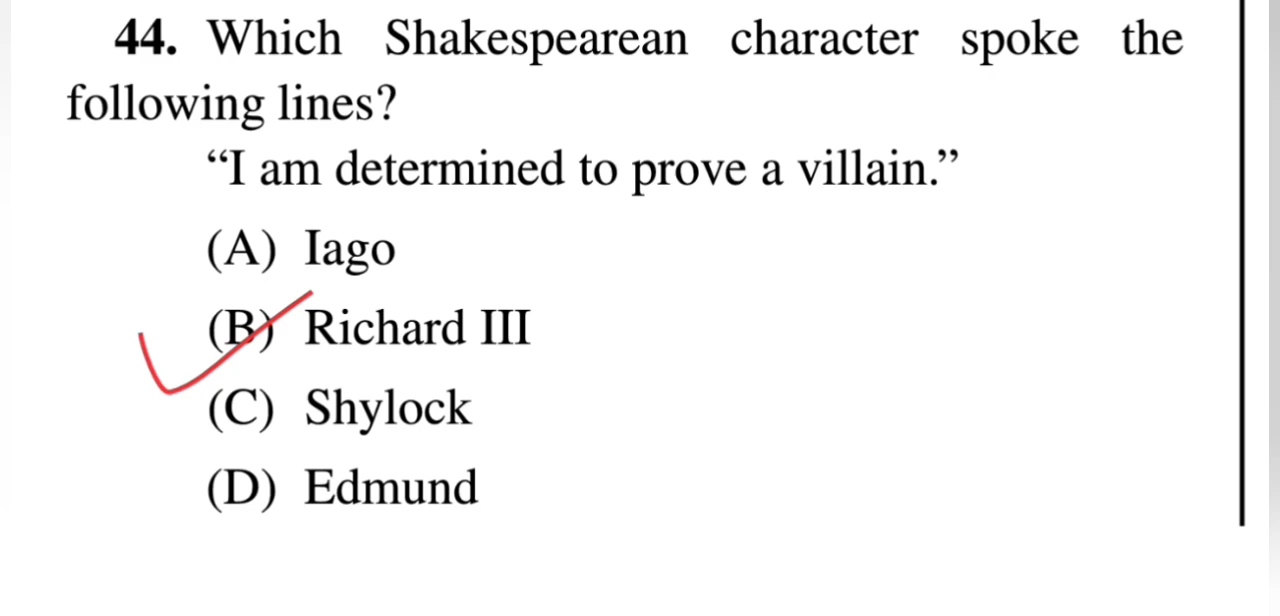 44. Which Shakespearean character spoke the
following lines?
“I am determined to prove a villain.”
(A) Iago
(B) Richard III
(C) Shylock
(D) Edmund